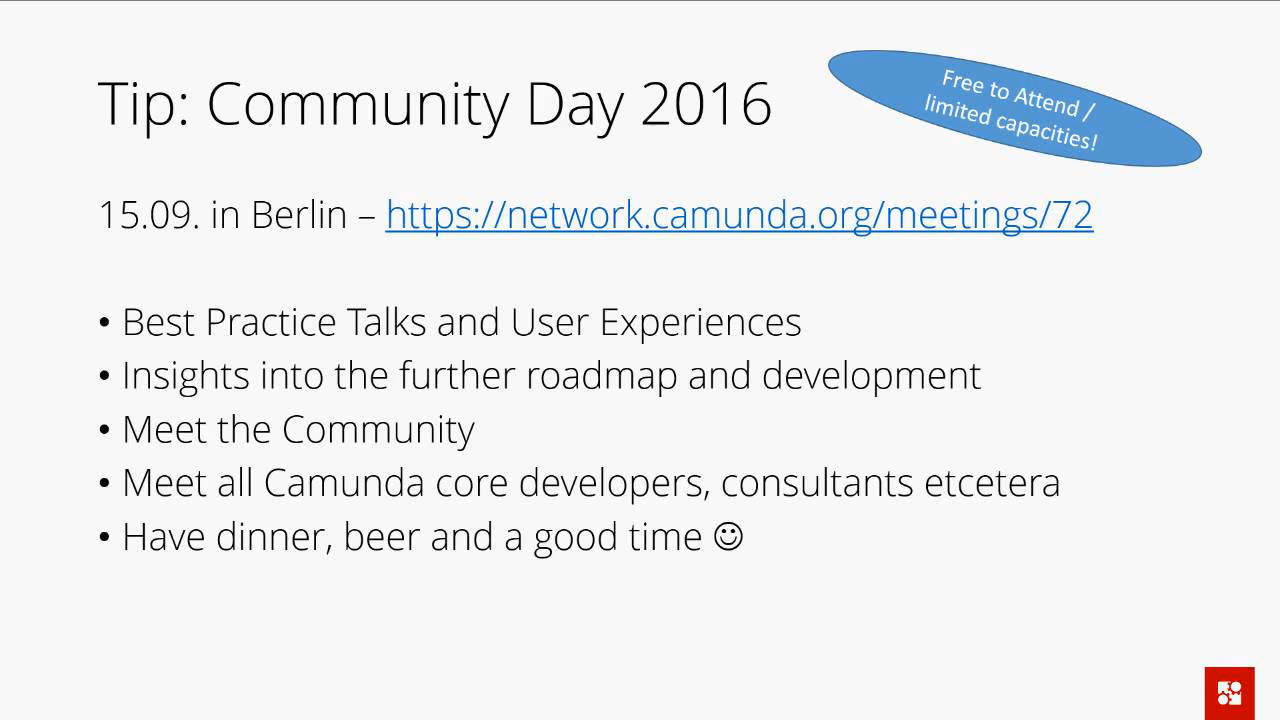 Tip: Community Day 2016
Free to Attend /
limited capacities!
15.09. in Berlin – https://network.camunda.org/meetings/72
• Best Practice Talks and User Experiences
• Insights into the further roadmap and development
• Meet the Community
• Meet all Camunda core developers, consultants etcetera
• Have dinner, beer and a good time ☺